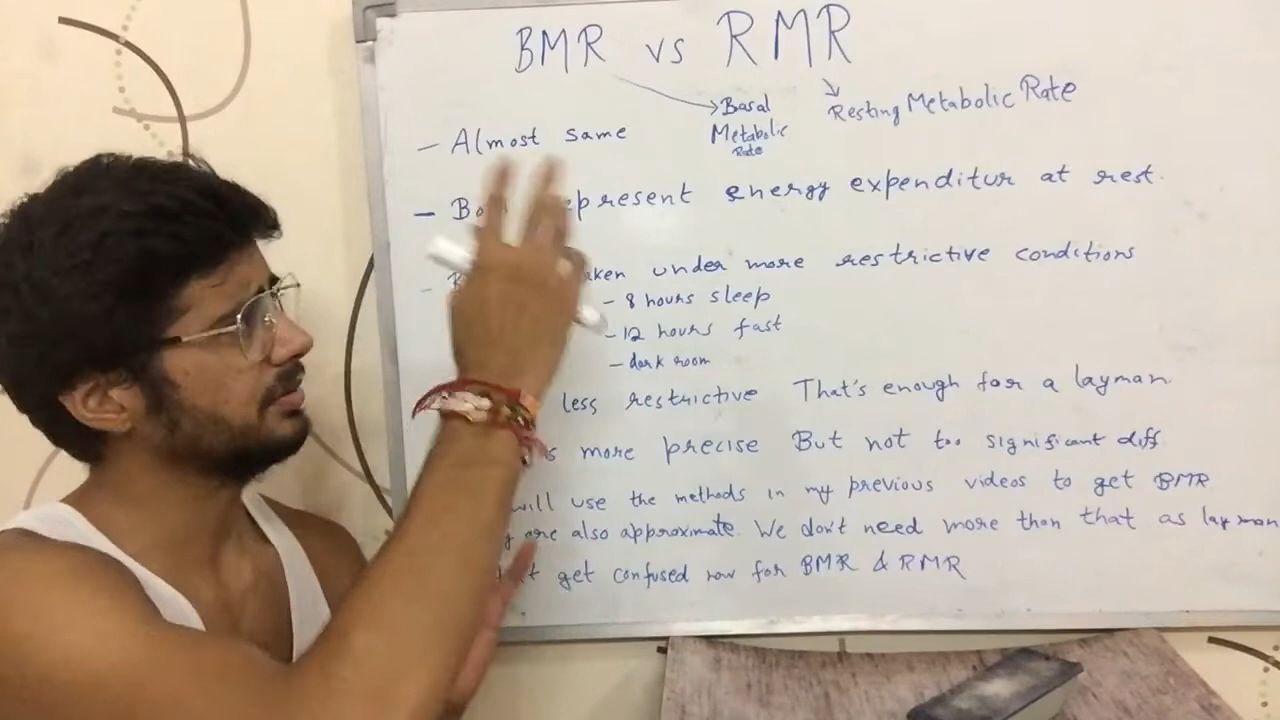 BMR vs RMR
Basal Metabolic Rate
Resting Metabolic Rate
- Almost same
- present energy expenditur at rest.
- under more restrictive conditions
- 8 hours sleep
- 12 hours fast
- dark room
less restrictive That's enough for a layman.
more precise But not too significant diff
will use the methods in my previous videos to get BMR
are also approximate. We don't need more than that as layman
get confused now for BMR & RMR